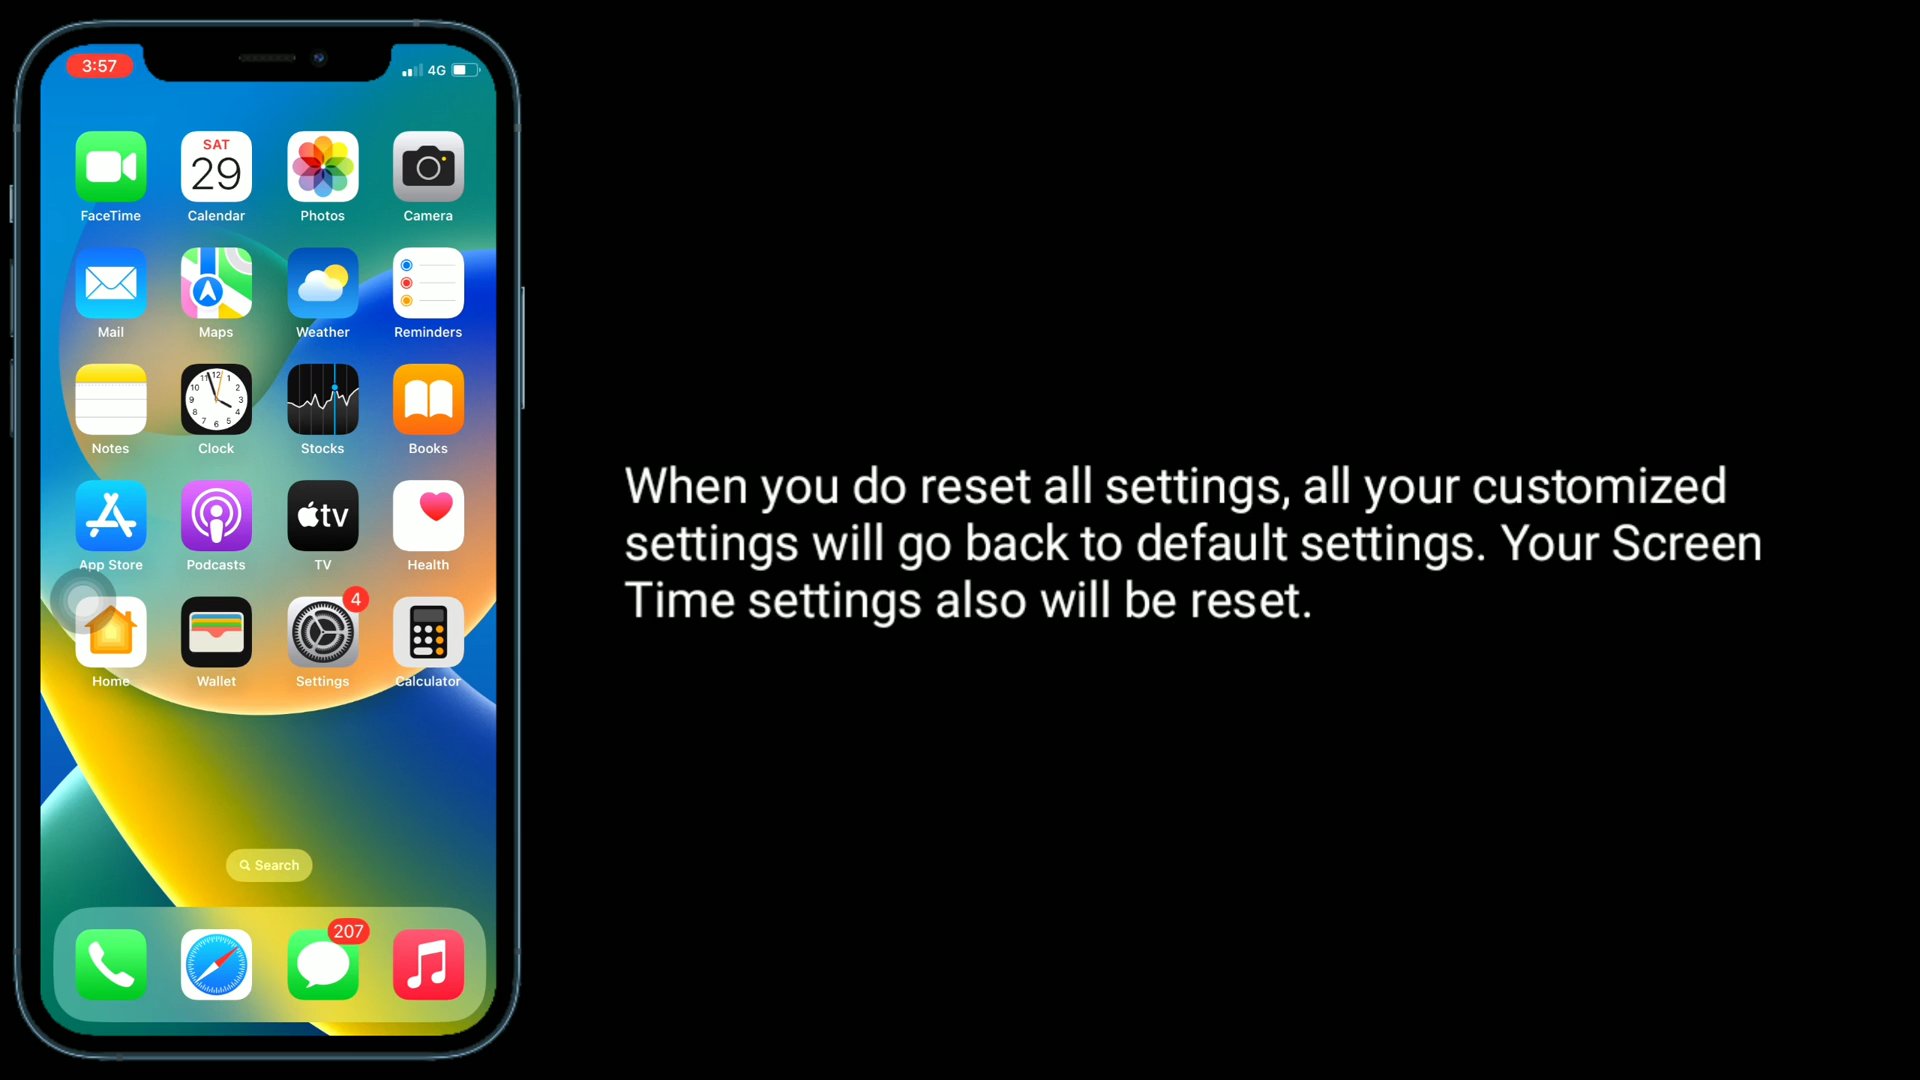 3:57
4G
SAT
29
FaceTime
Calendar
Photos
Camera
Mail
Maps
Weather
Reminders
Notes
Clock
Stocks
Books
tv
App Store
Podcasts
TV
Health
4
Home
Wallet
Settings
Calculator
Search
207
When you do reset all settings, all your customized
settings will go back to default settings. Your Screen
Time settings also will be reset.